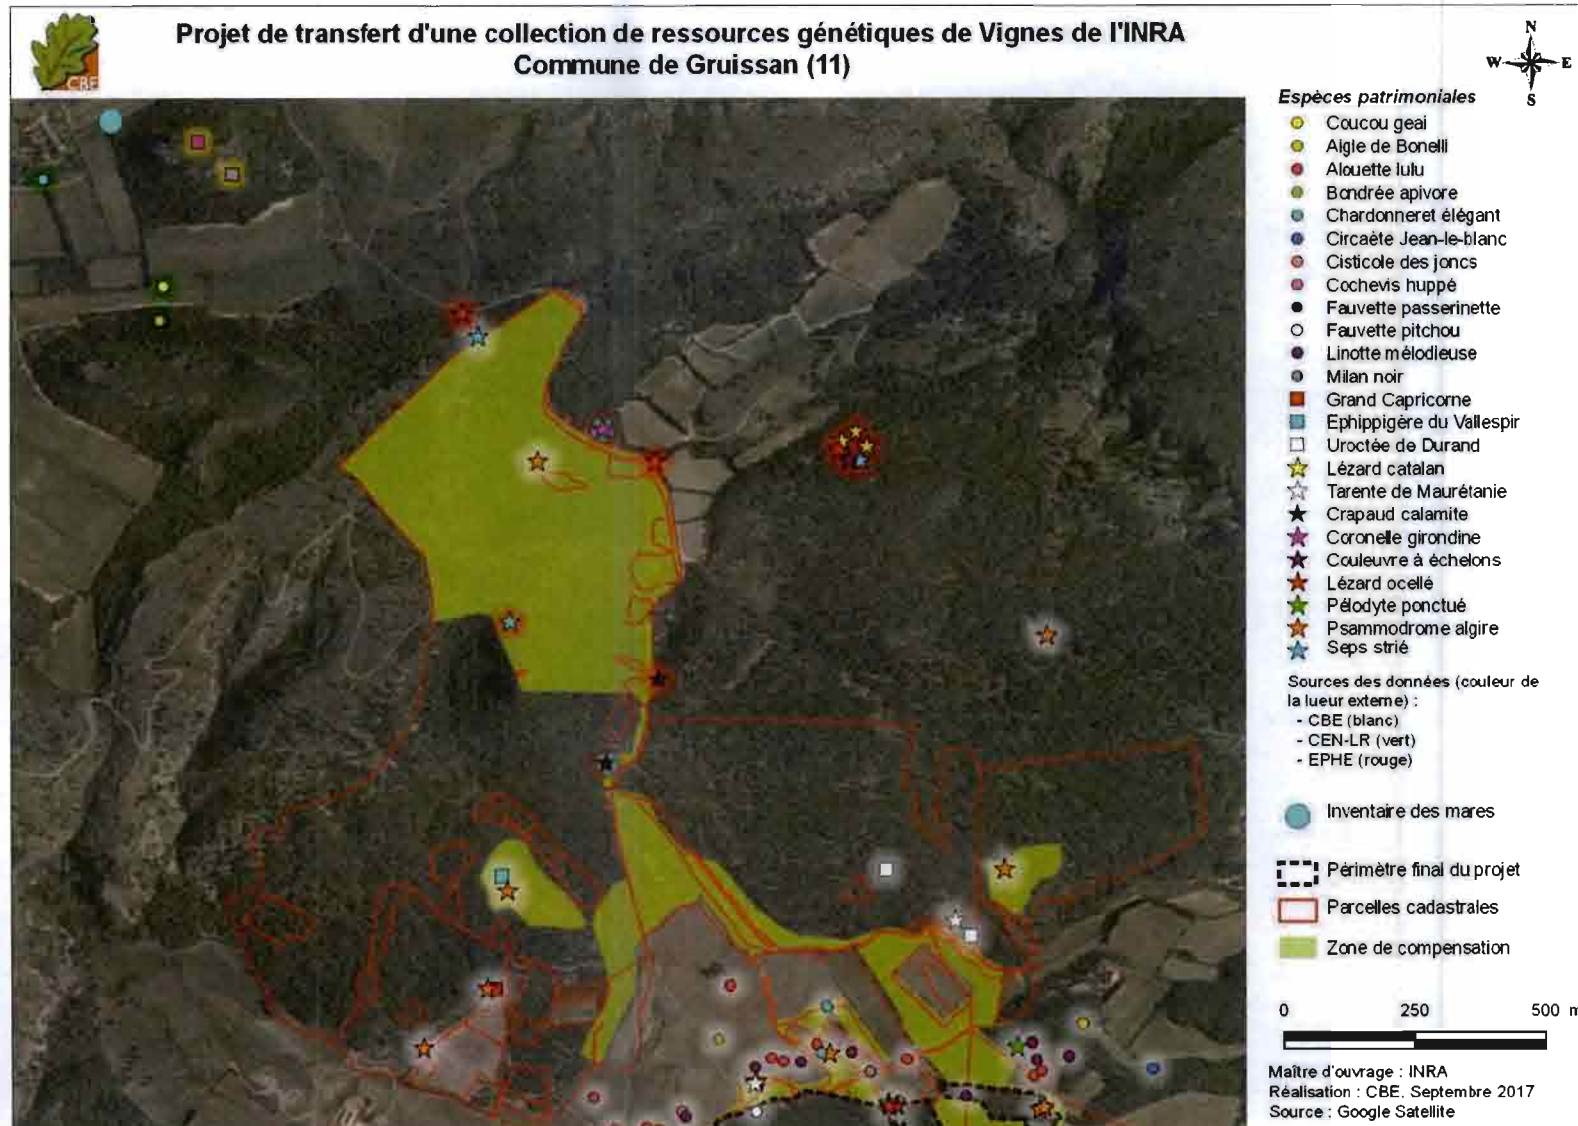 CBE
Projet de transfert d'une collection de ressources génétiques de Vignes de l'INRA
Commune de Gruissan (11)
N
W E
S
Espèces patrimoniales
Coucou geai
Aigle de Bonelli
Alouette lulu
Bondrée apivore
Chardonneret élégant
Circaète Jean-le-blanc
Cisticole des joncs
Cochevis huppé
Fauvette passerinette
Fauvette pitchou
Linotte mélodieuse
Milan noir
Grand Capricorne
Ephippigère du Vallespir
Uroctée de Durand
Lézard catalan
Tarente de Maurétanie
Crapaud calamite
Coronelle girondine
Couleuvre à échelons
Lézard ocellé
Pélodyte ponctué
Psammodrome algire
Seps strié
Sources des données (couleur de
la lueur externe) :
- CBE (blanc)
- CEN-LR (vert)
- EPHE (rouge)
Inventaire des mares
Périmètre final du projet
Parcelles cadastrales
Zone de compensation
0 250 500 m
Maître d'ouvrage : INRA
Réalisation : CBE. Septembre 2017
Source : Google Satellite